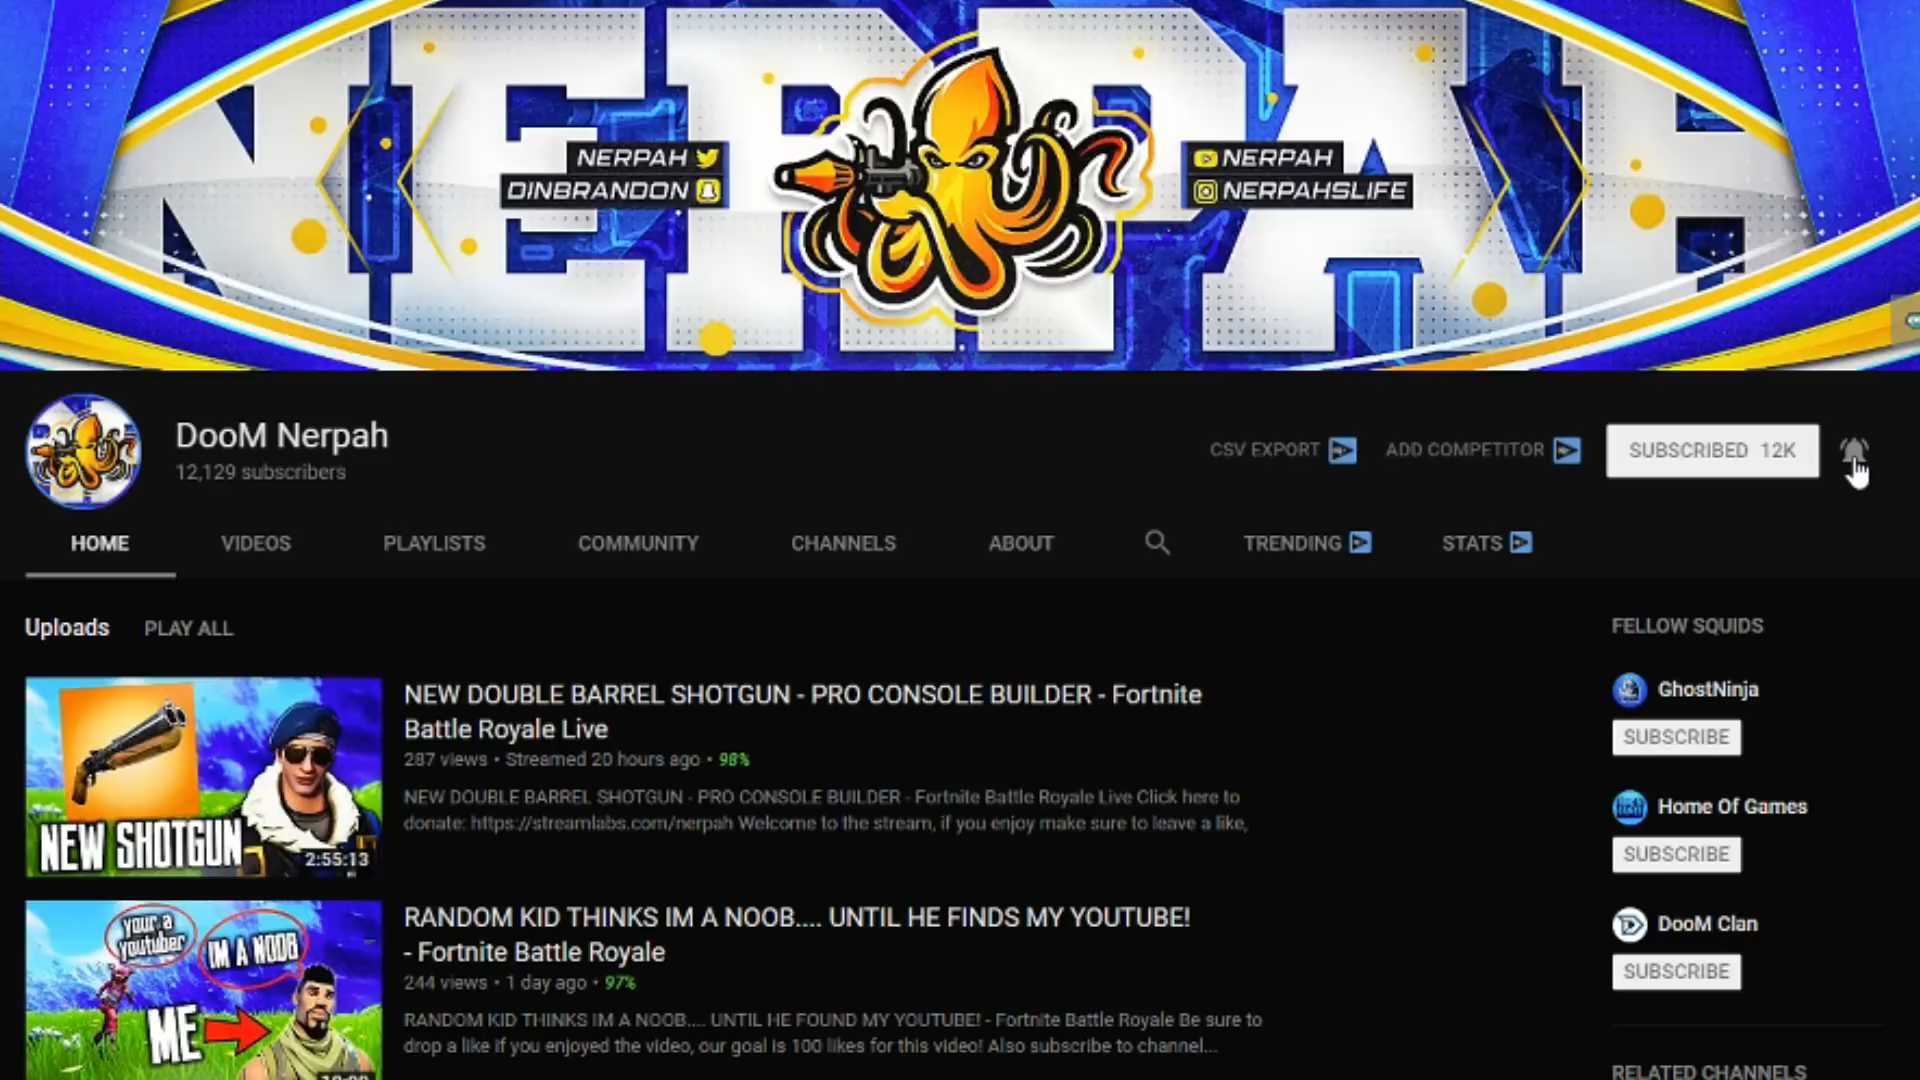 NERPAH
NERPAH
DINBRANDON
NERPAH
NERPAHSLIFE
DooM Nerpah
12,129 subscribers
CSV EXPORT
ADD COMPETITOR
SUBSCRIBED 12K
HOME
VIDEOS
PLAYLISTS
COMMUNITY
CHANNELS
ABOUT
TRENDING
STATS
Uploads
PLAY ALL
NEW SHOTGUN
2:55:13
NEW DOUBLE BARREL SHOTGUN - PRO CONSOLE BUILDER - Fortnite
Battle Royale Live
287 views • Streamed 20 hours ago • 98%
NEW DOUBLE BARREL SHOTGUN - PRO CONSOLE BUILDER - Fortnite Battle Royale Live Click here to
donate: https://streamlabs.com/nerpah Welcome to the stream, if you enjoy make sure to leave a like,
your a
youtuber
IM A NOOB
ME
RANDOM KID THINKS IM A NOOB.... UNTIL HE FINDS MY YOUTUBE!
- Fortnite Battle Royale
244 views • 1 day ago • 97%
RANDOM KID THINKS IM A NOOB.... UNTIL HE FOUND MY YOUTUBE! - Fortnite Battle Royale Be sure to
drop a like if you enjoyed the video, our goal is 100 likes for this video! Also subscribe to channel...
FELLOW SQUIDS
GhostNinja
SUBSCRIBE
Home Of Games
SUBSCRIBE
DooM Clan
SUBSCRIBE
RELATED CHANNELS